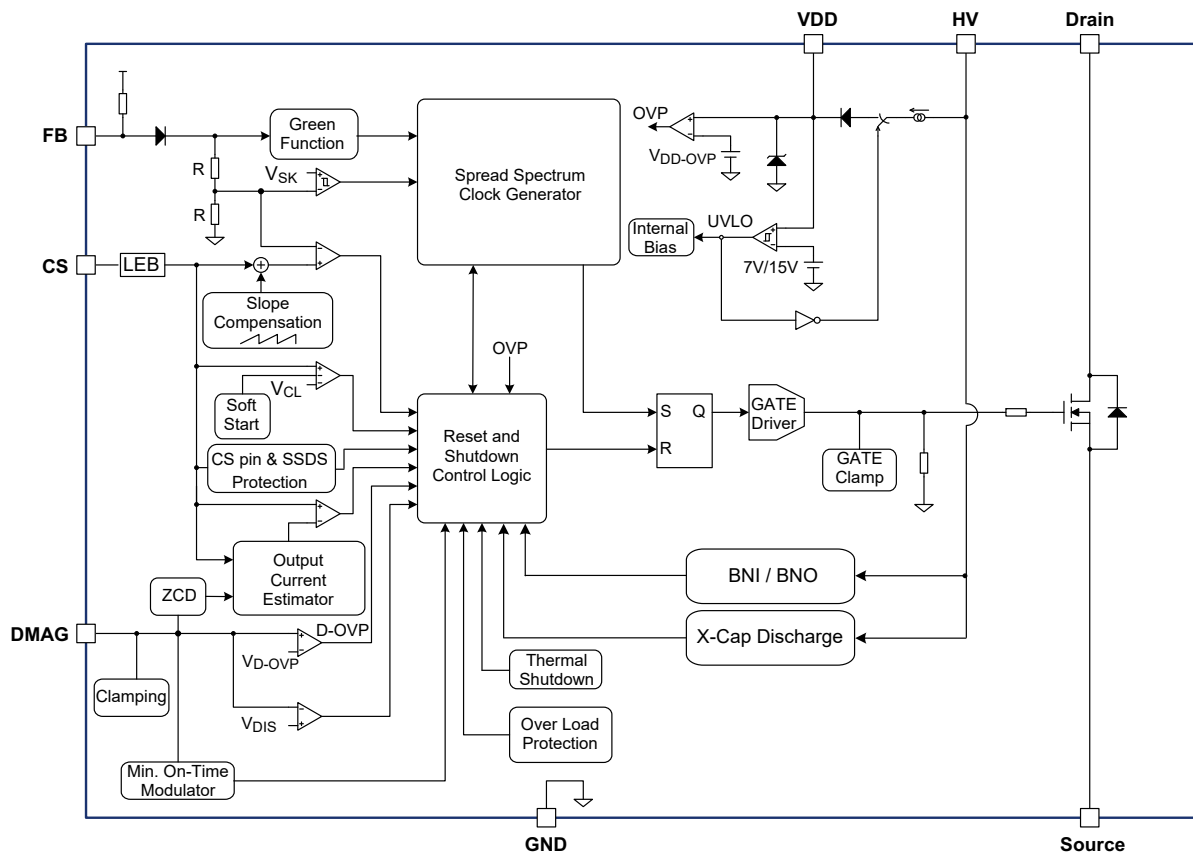 VDD
HV
Drain
FB
Green
Function
Spread Spectrum
Clock Generator
OVP
VDD-OVP
R
VSK
R
UVLO
Internal
Bias
7V/15V
CS
LEB
Slope
Compensation
OVP
VCL
Soft
Start
Reset and
Shutdown
Control Logic
S
Q
R
GATE
Driver
GATE
Clamp
CS pin & SSDS
Protection
Output
Current
Estimator
BNI / BNO
ZCD
X-Cap Discharge
DMAG
D-OVP
VD-OVP
Clamping
Thermal
Shutdown
VDIS
Over Load
Protection
Min. On-Time
Modulator
GND
Source